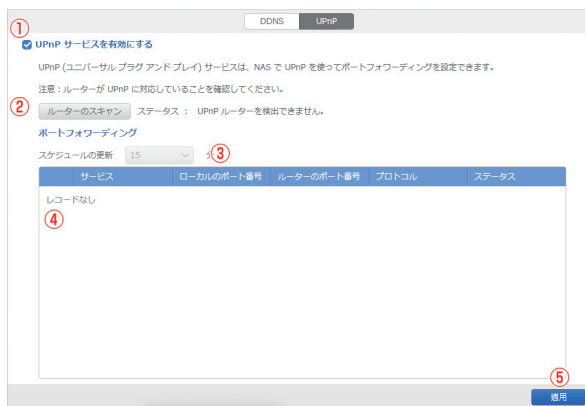 DDNS UPnP
①
UPnP サービスを有効にする
UPnP (ユニバーサル プラグ アンド プレイ) サービスは、NAS で UPnP を使ってポートフォワーディングを設定できます。
注意：ルーターが UPnP に対応していることを確認してください。
② ルーターのスキャン ステータス ： UPnP ルーターを検出できません。
ポートフォワーディング
スケジュールの更新 15 分 ③
サービス ローカルのポート番号 ルーターのポート番号 プロトコル ステータス
レコードなし
④
⑤
適用